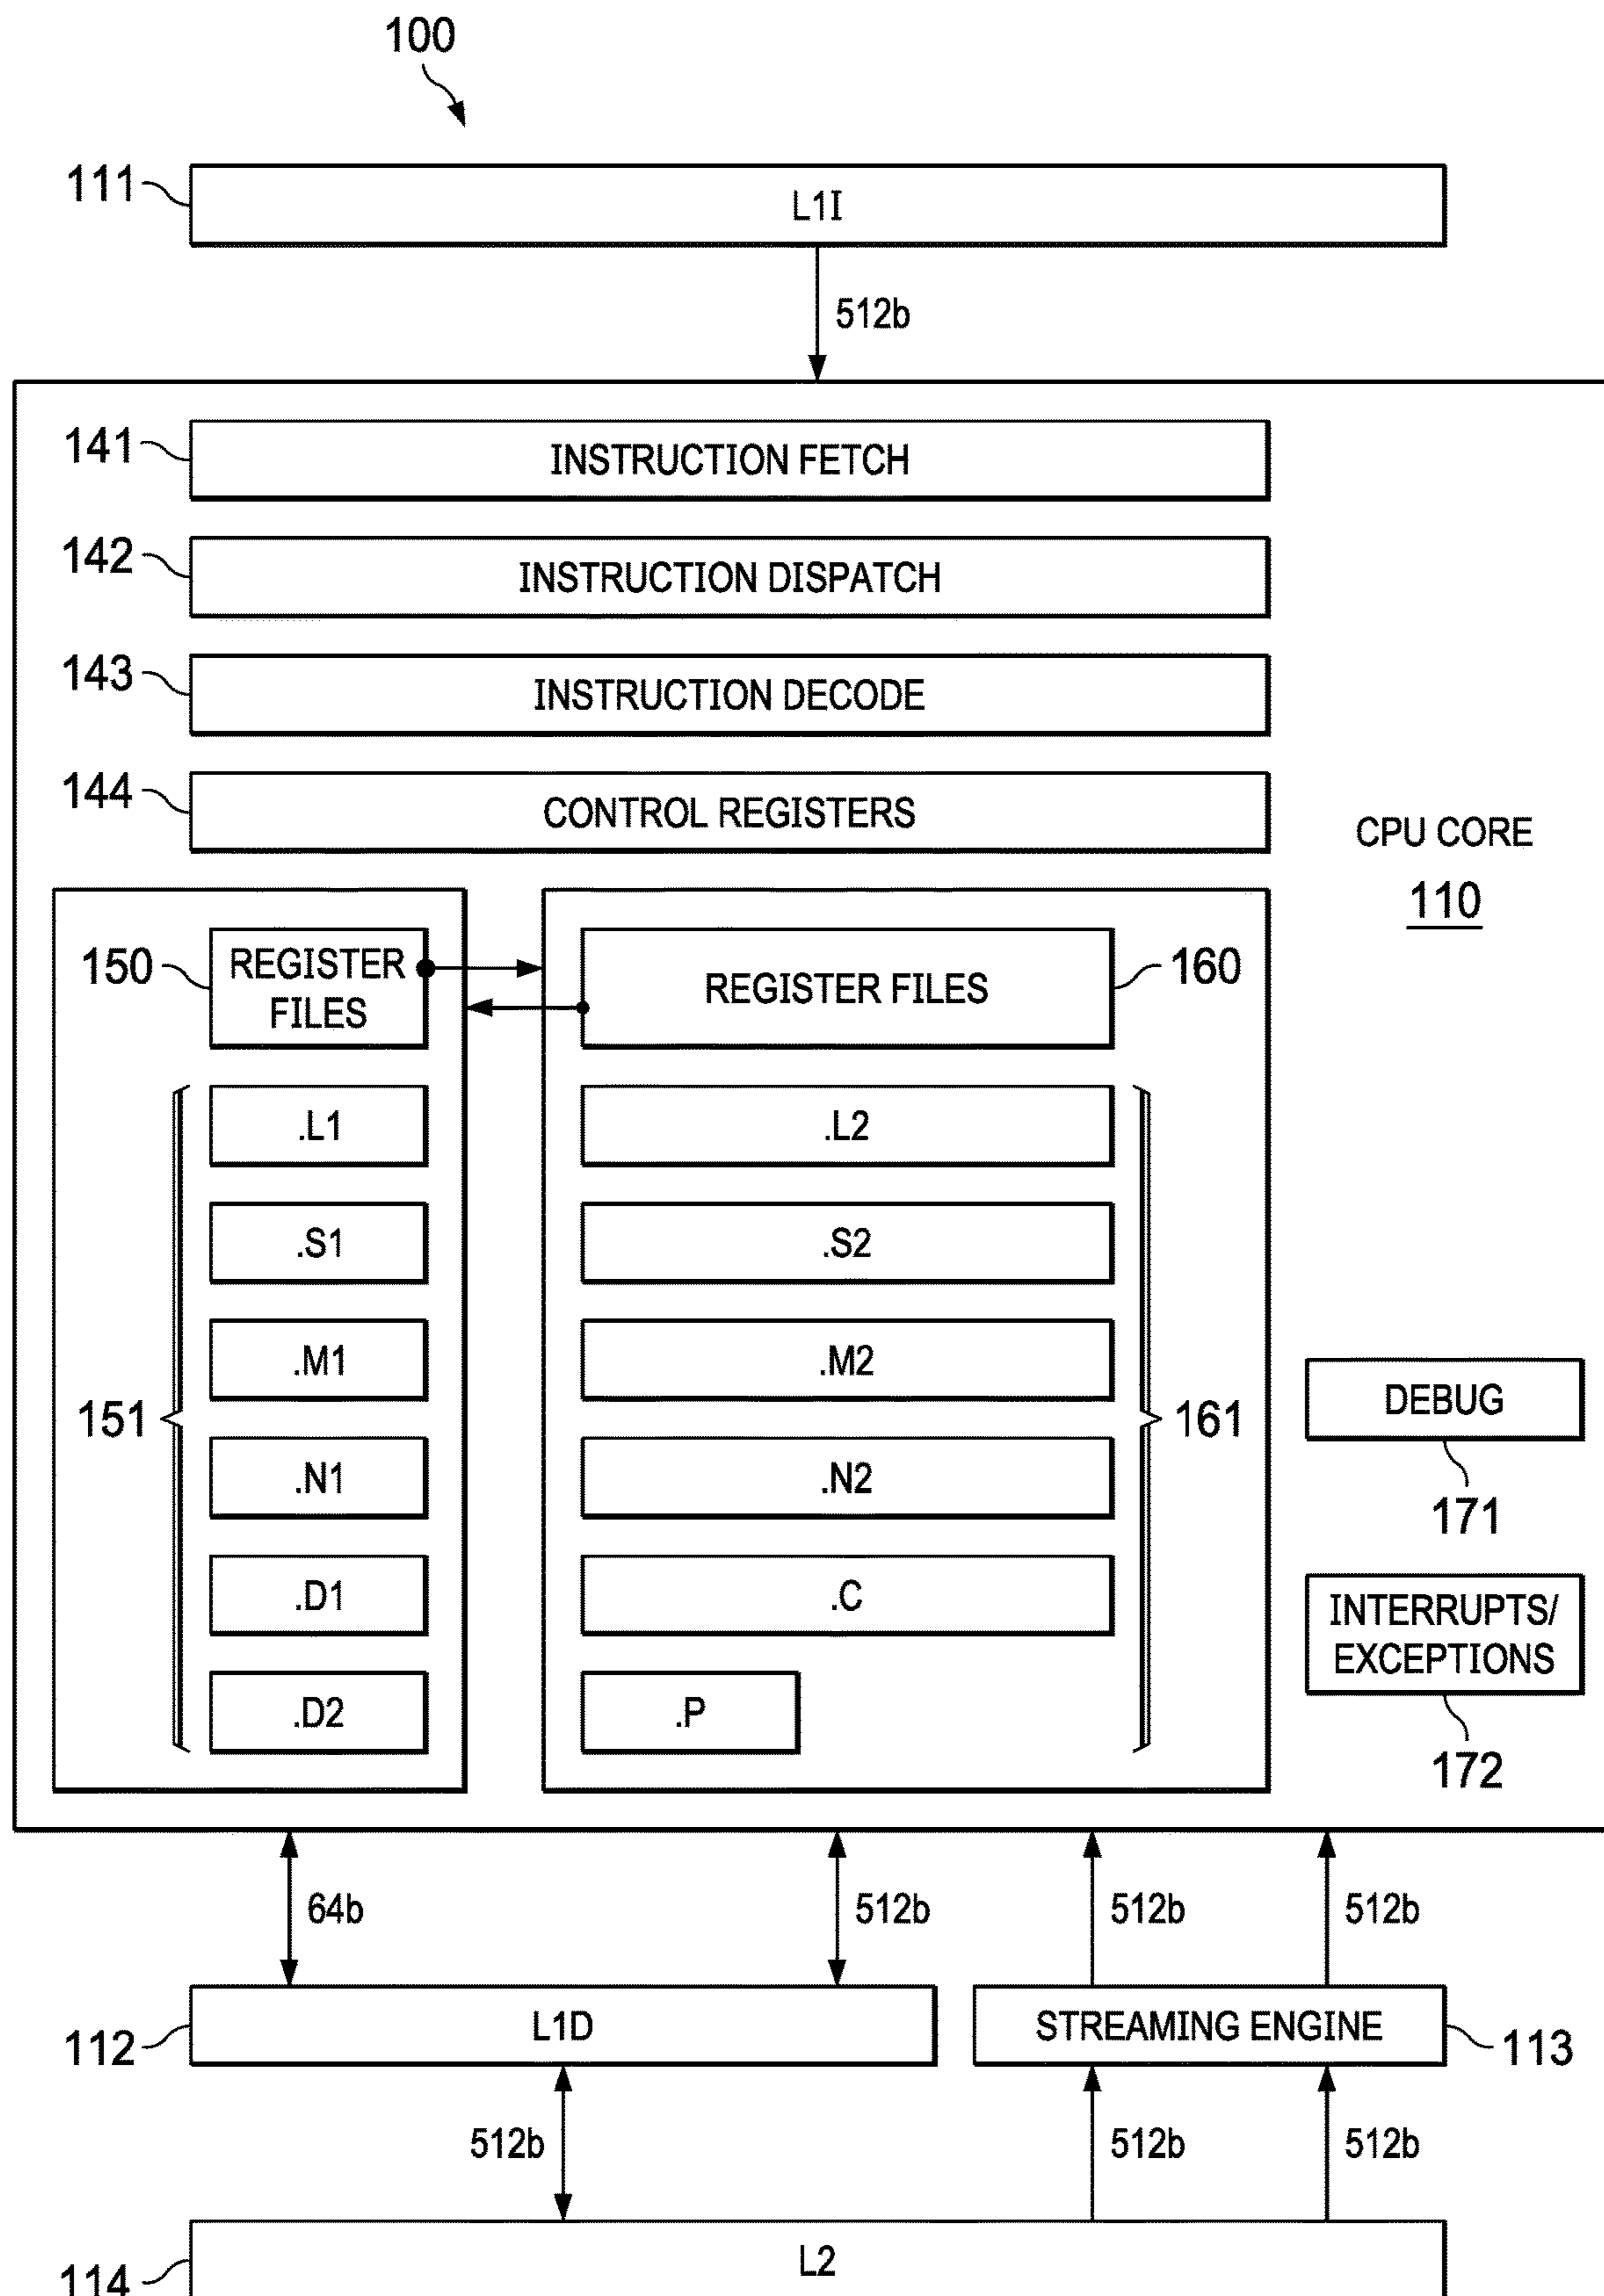 100
111
L1I
512b
141
INSTRUCTION FETCH
142
INSTRUCTION DISPATCH
143
INSTRUCTION DECODE
144
CONTROL REGISTERS
CPU CORE
110
150
REGISTER
FILES
REGISTER FILES
160
.L1
.L2
.S1
.S2
.M1
.M2
151
161
DEBUG
171
.N1
.N2
.D1
.C
INTERRUPTS/
EXCEPTIONS
172
.D2
.P
64b
512b
512b
512b
112
L1D
STREAMING ENGINE
113
512b
512b
512b
114
L2